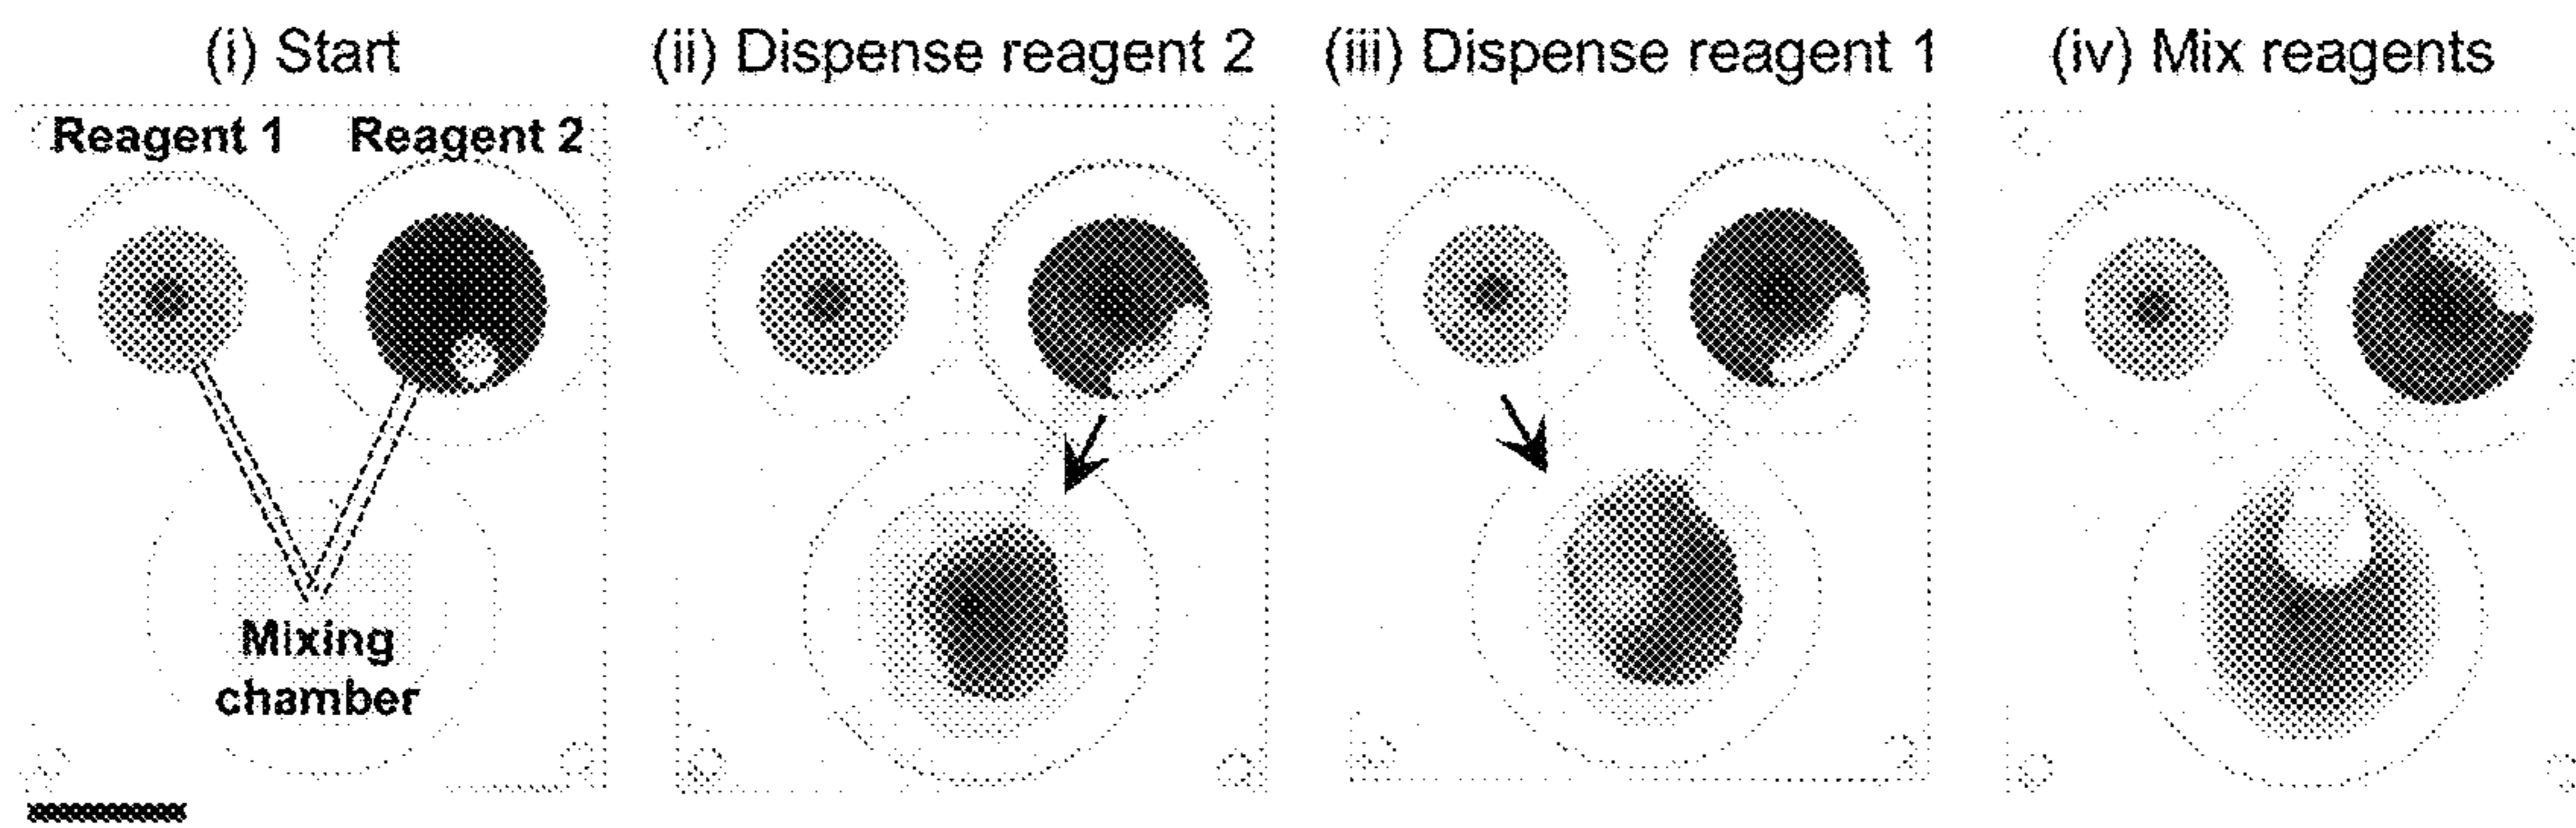 (i) Start
(ii) Dispense reagent 2
(iii) Dispense reagent 1
(iv) Mix reagents
Reagent 1
Reagent 2
Mixing
chamber